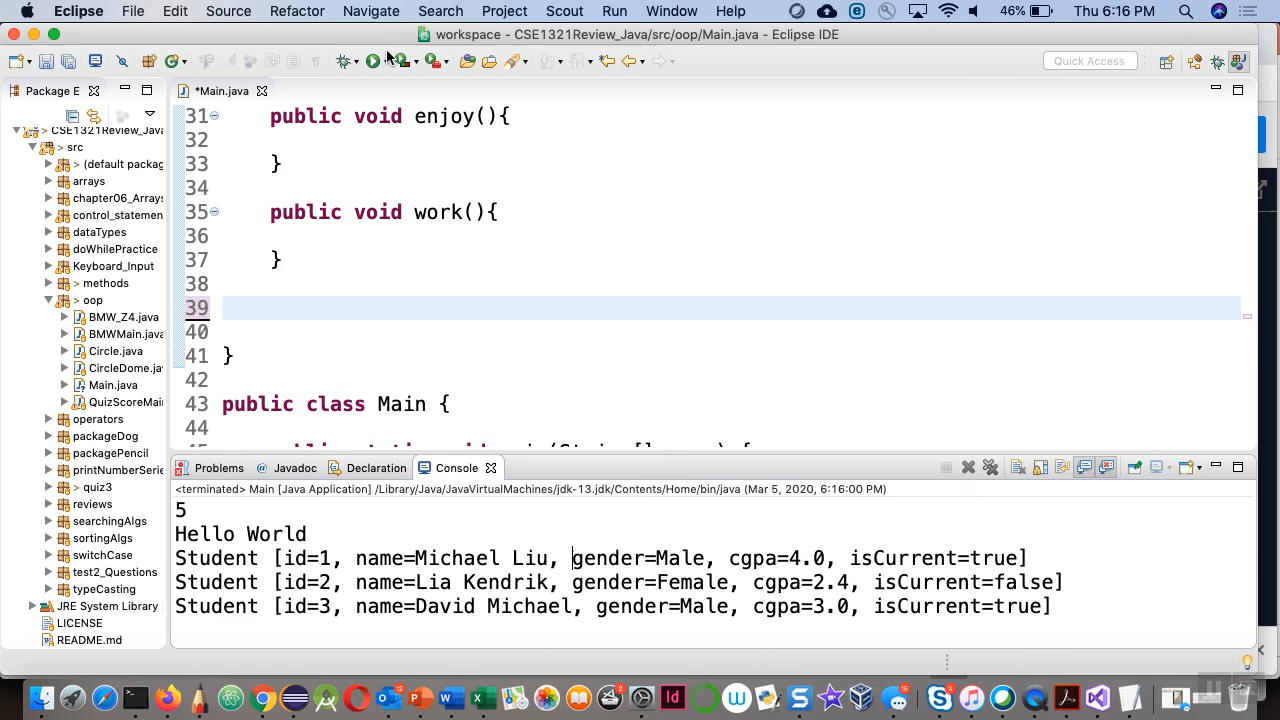 Eclipse File Edit Source Refactor Navigate Search Project Scout Run Window Help 46% Thu 6:16 PM
workspace - CSE1321Review_Java/src/oop/Main.java - Eclipse IDE
Quick Access
Package E
*Main.java
CSE1321Review_Java
> src
> (default packag
arrays
chapter06_Arrays
control_statemen
dataTypes
doWhilePractice
Keyboard_Input
> methods
> oop
BMW_Z4.java
BMWMain.java
Circle.java
CircleDome.ja
Main.java
QuizScoreMai
operators
packageDog
packagePencil
printNumberSerie
> quiz3
reviews
searchingAlgs
sortingAlgs
switchCase
test2_Questions
typeCasting
JRE System Library
LICENSE
README.md
31 public void enjoy(){
32
33 }
34
35 public void work(){
36
37 }
38
39
40
41 }
42
43 public class Main {
44
Problems Javadoc Declaration Console
<terminated> Main [Java Application] /Library/Java/JavaVirtualMachines/jdk-13.jdk/Contents/Home/bin/java (Mar 5, 2020, 6:16:00 PM)
5
Hello World
Student [id=1, name=Michael Liu, gender=Male, cgpa=4.0, isCurrent=true]
Student [id=2, name=Lia Kendrik, gender=Female, cgpa=2.4, isCurrent=false]
Student [id=3, name=David Michael, gender=Male, cgpa=3.0, isCurrent=true]